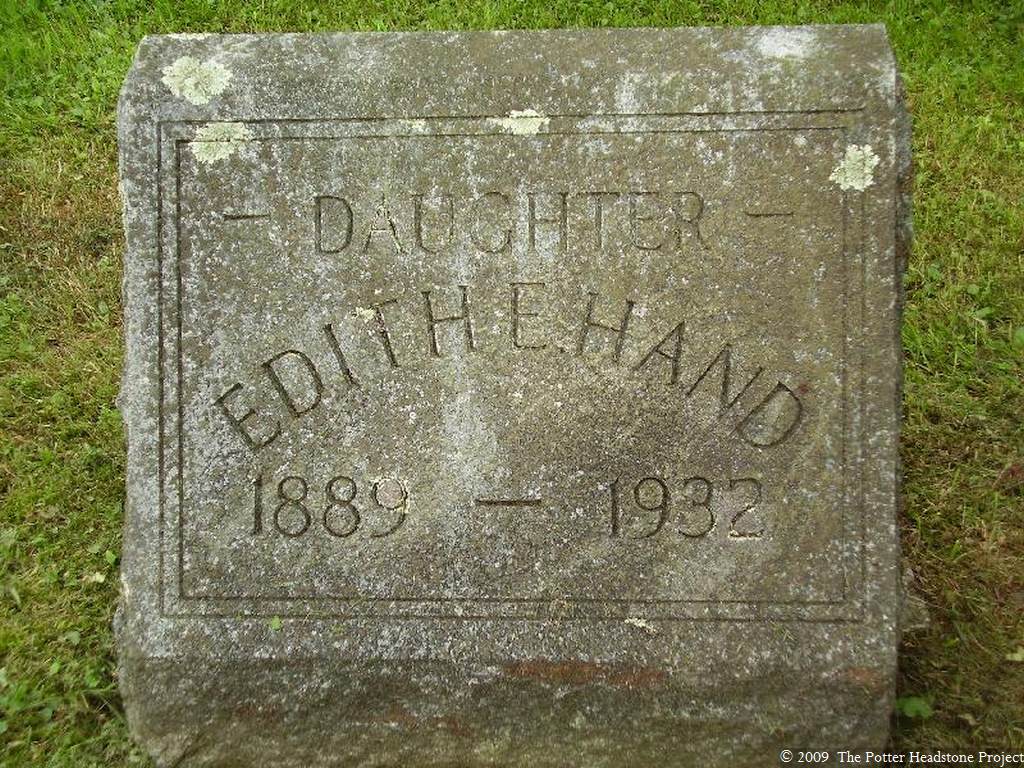 — DAUGHTER —
EDITH E. HAND
1889 — 1932
© 2009 The Potter Headstone Project